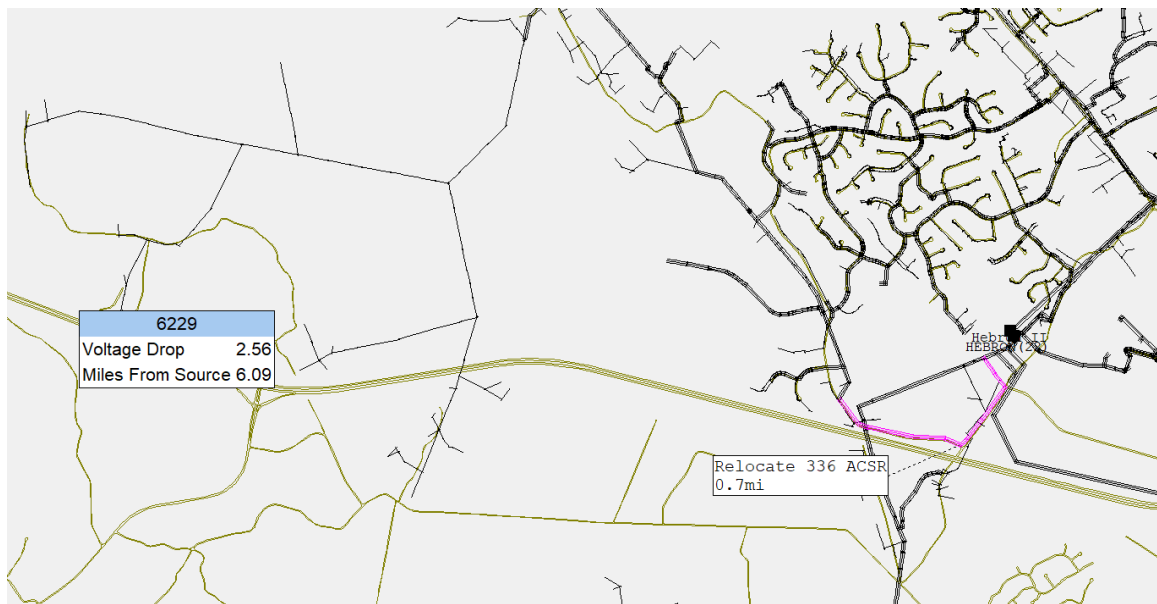 6229
Voltage Drop 2.56
Miles From Source 6.09
Relocate 336 ACSR
0.7mi